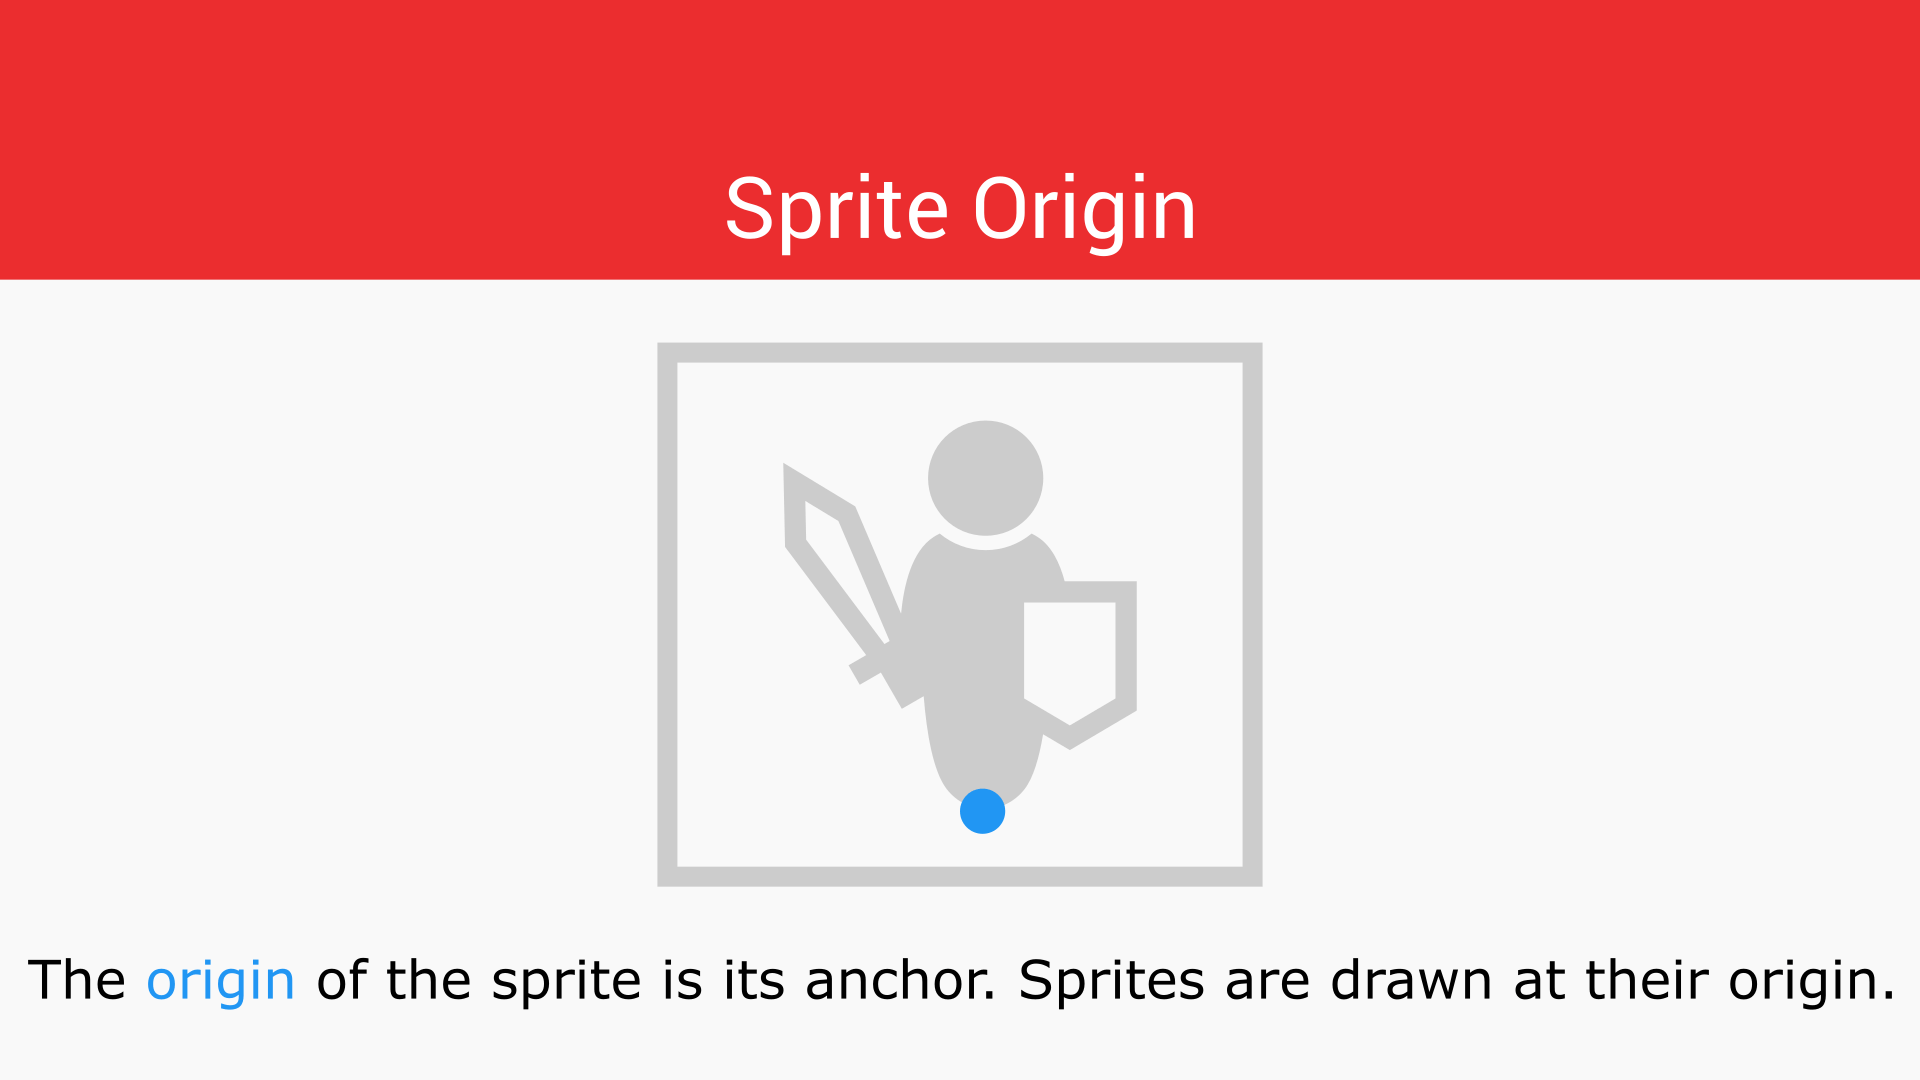 Sprite Origin
The origin of the sprite is its anchor. Sprites are drawn at their origin.